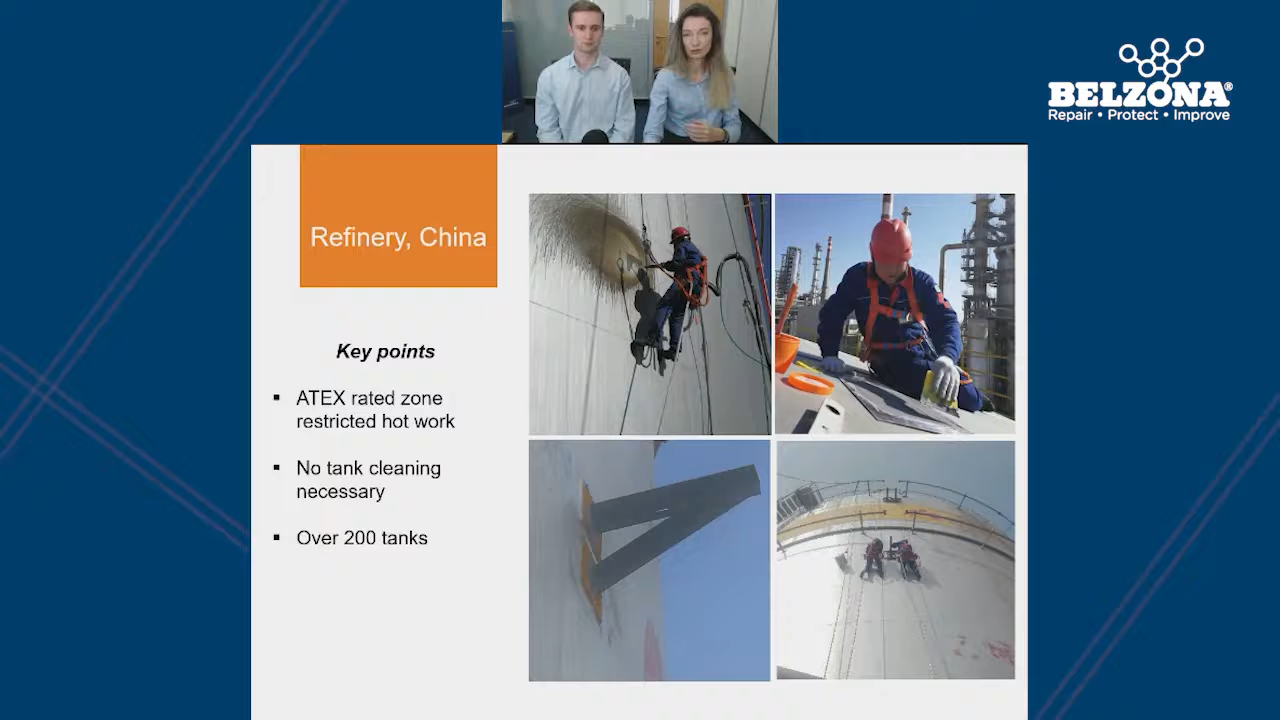 BELZONA®
Repair • Protect • Improve
Refinery, China
Key points
▪ ATEX rated zone
restricted hot work
▪ No tank cleaning
necessary
▪ Over 200 tanks